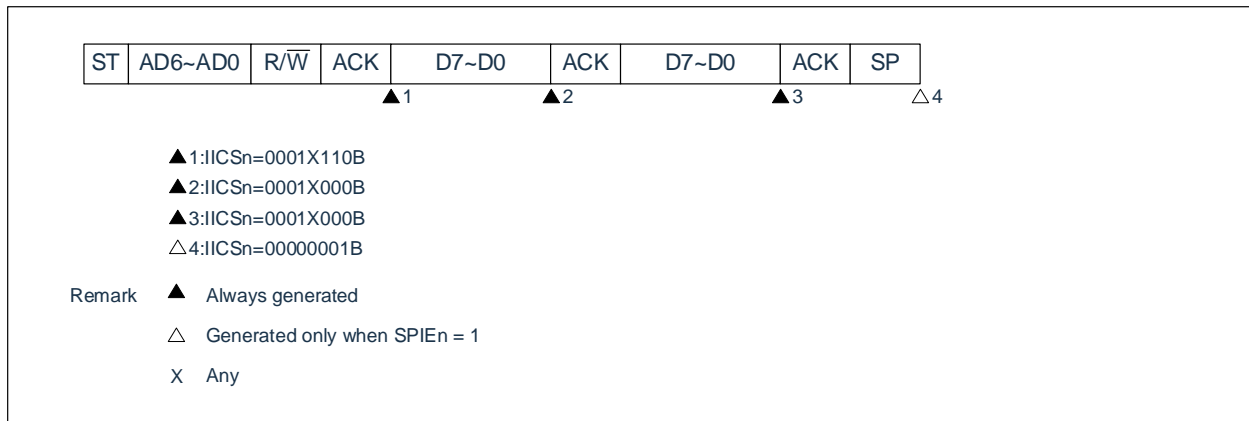 ST AD6~AD0 R/W̅ ACK D7~D0 ACK D7~D0 ACK SP
▲1 ▲2 ▲3 △4
▲1:IICSn=0001X110B
▲2:IICSn=0001X000B
▲3:IICSn=0001X000B
△4:IICSn=00000001B
Remark ▲ Always generated
△ Generated only when SPIEn = 1
X Any